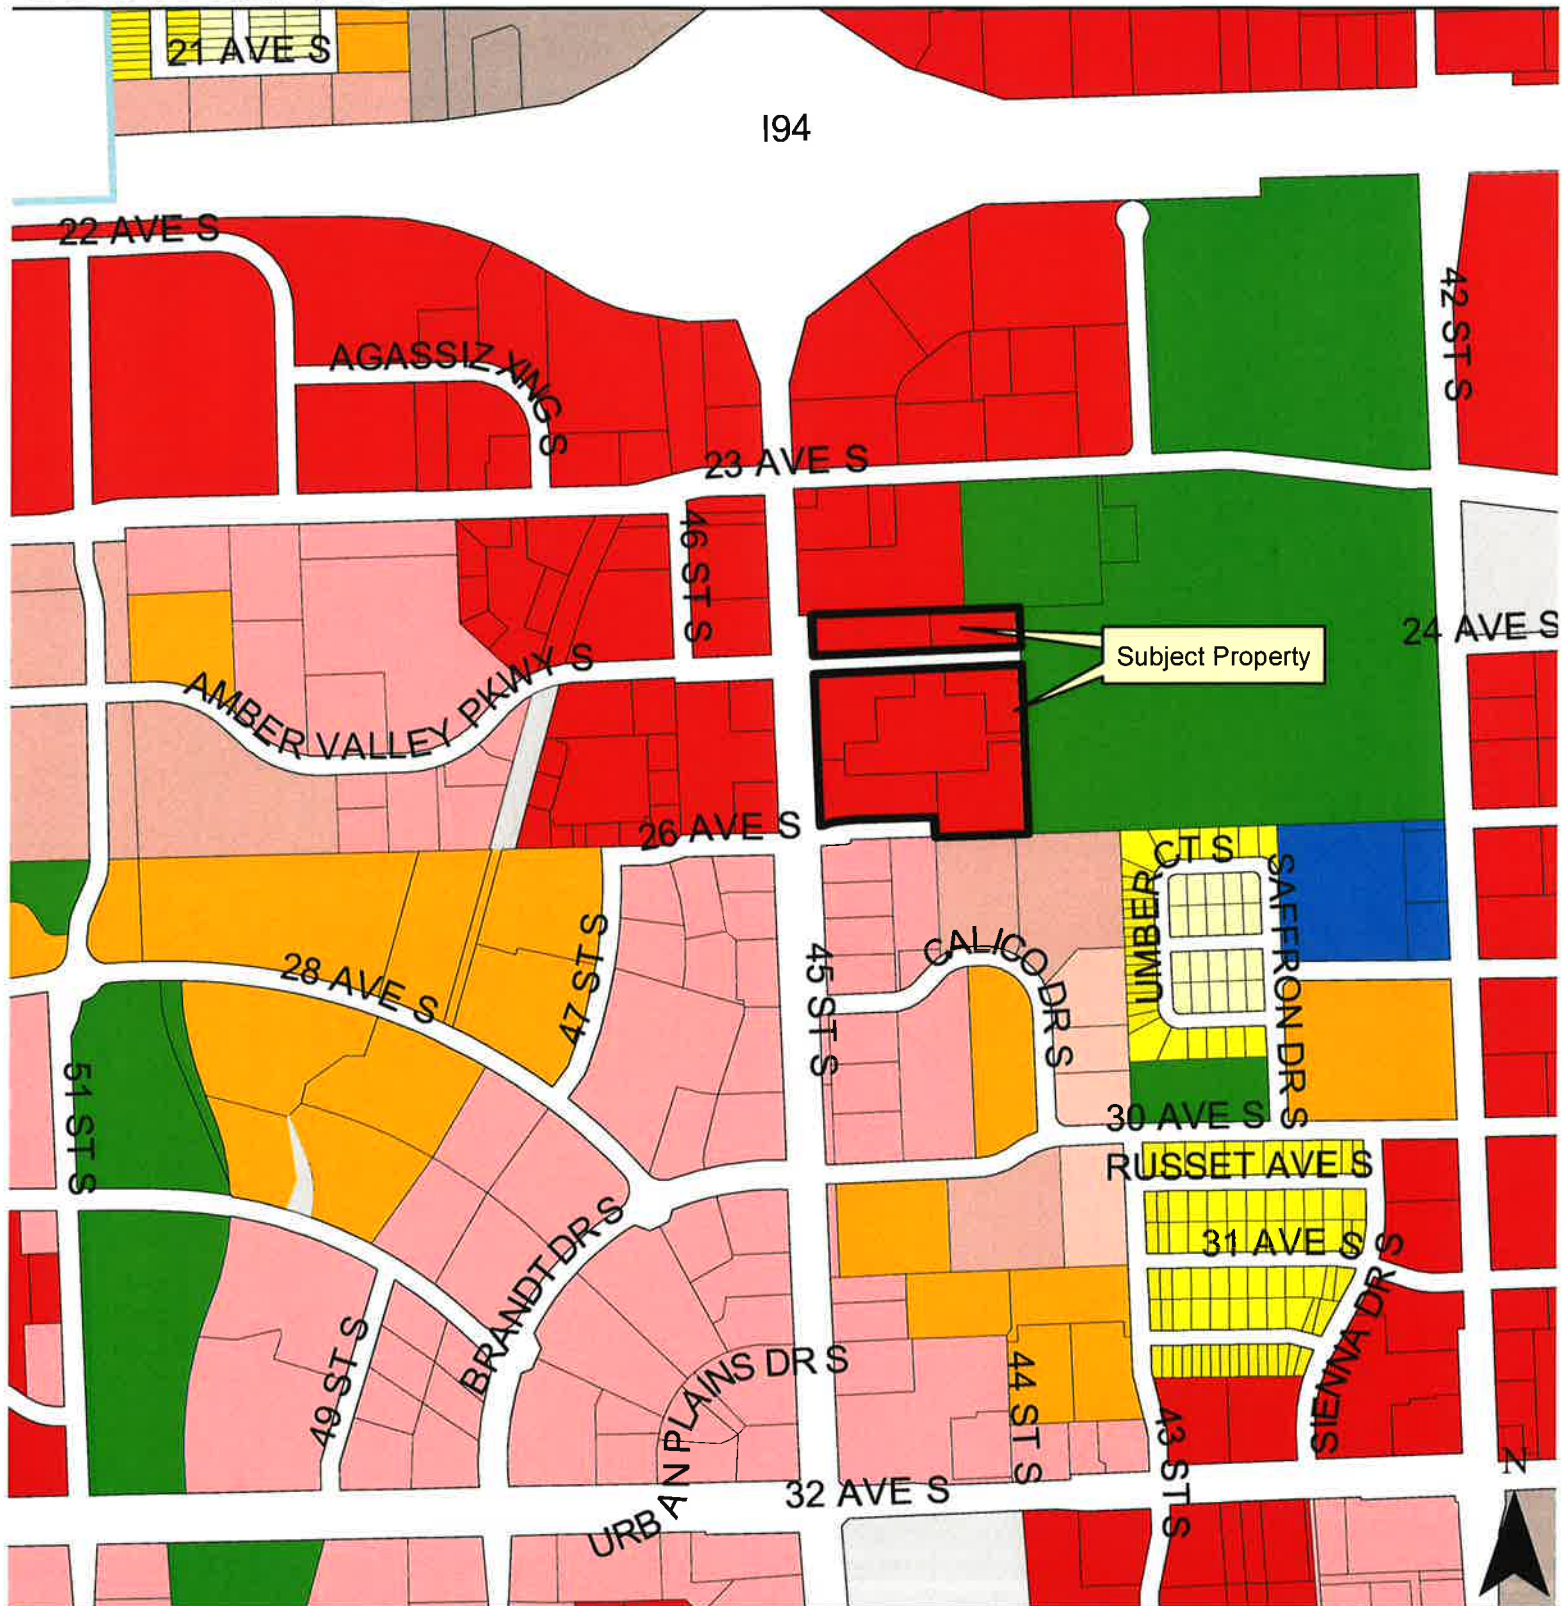 21 AVE S
I94
22 AVE S
42 ST S
AGASSIZ XING S
23 AVE S
46 ST S
24 AVE S
Subject Property
AMBER VALLEY PKWY S
26 AVE S
UMBER CT S
SAFFRON DR S
CALICO DR S
45 ST S
47 ST S
28 AVE S
51 ST S
30 AVE S
RUSSET AVE S
31 AVE S
SIENNA DR S
BRANDT DR S
49 ST S
URBAN PLAINS DR S
44 ST S
43 ST S
32 AVE S
N